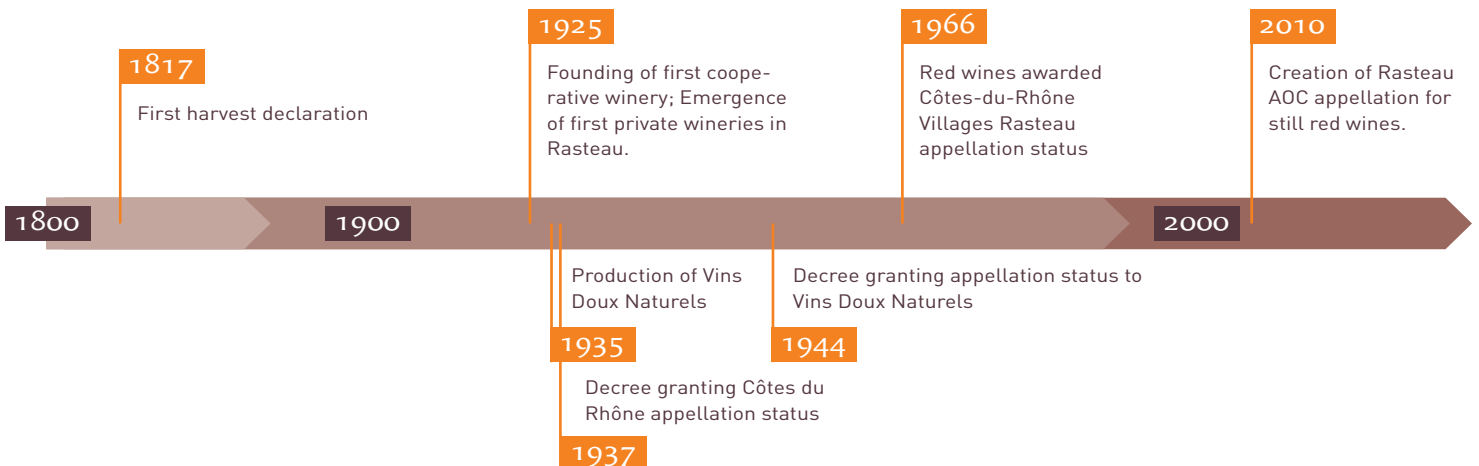 1817
First harvest declaration
1925
Founding of first coope-
rative winery; Emergence
of first private wineries in
Rasteau.
1966
Red wines awarded
Côtes-du-Rhône
Villages Rasteau
appellation status
2010
Creation of Rasteau
AOC appellation for
still red wines.
1800
1900
2000
Production of Vins
Doux Naturels
1935
Decree granting appellation status to
Vins Doux Naturels
1944
Decree granting Côtes du
Rhône appellation status
1937